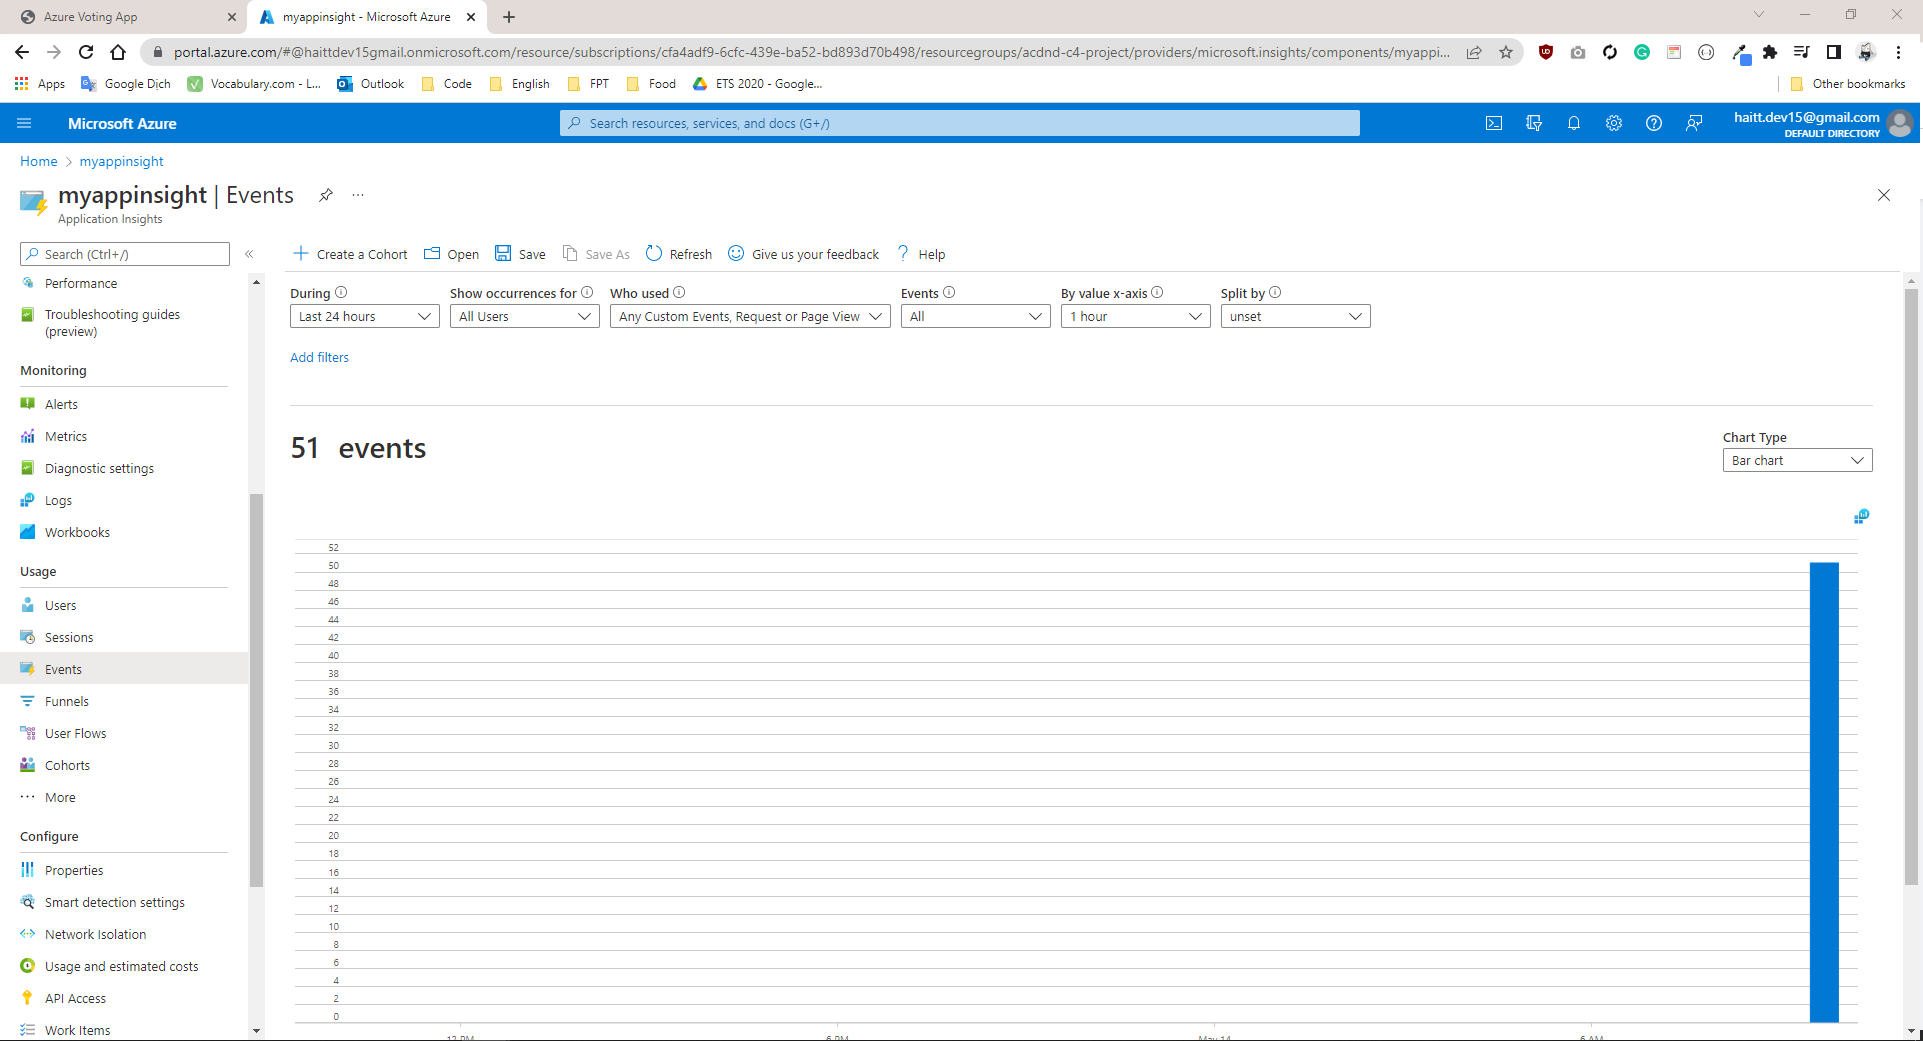 Azure Voting App
myappinsight - Microsoft Azure
portal.azure.com/#@haittdev15gmail.onmicrosoft.com/resource/subscriptions/cfa4adf9-6cfc-439e-ba52-bd893d70b498/resourcegroups/acdnd-c4-project/providers/microsoft.insights/components/myappi...
Apps
Google Dịch
Vocabulary.com - L...
Outlook
Code
English
FPT
Food
ETS 2020 - Google...
Other bookmarks
Microsoft Azure
Search resources, services, and docs (G+/)
haitt.dev15@gmail.com
DEFAULT DIRECTORY
Home > myappinsight
myappinsight | Events
Application Insights
Search (Ctrl+/)
Create a Cohort
Open
Save
Save As
Refresh
Give us your feedback
Help
Performance
Troubleshooting guides
(preview)
Monitoring
Alerts
Metrics
Diagnostic settings
Logs
Workbooks
Usage
Users
Sessions
Events
Funnels
User Flows
Cohorts
More
Configure
Properties
Smart detection settings
Network Isolation
Usage and estimated costs
API Access
Work Items
During
Last 24 hours
Show occurrences for
All Users
Who used
Any Custom Events, Request or Page View
Events
All
By value x-axis
1 hour
Split by
unset
Add filters
51 events
Chart Type
Bar chart
52
50
48
46
44
42
40
38
36
34
32
30
28
26
24
22
20
18
16
14
12
10
8
6
4
2
0
12 PM
6 PM
May 14
6 AM